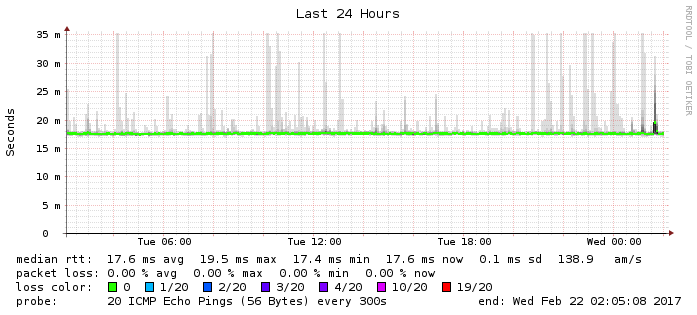 Last 24 Hours
RRDTOOL / TOBI OETIKER
Seconds
35 m
30 m
25 m
20 m
15 m
10 m
5 m
0
Tue 06:00 Tue 12:00 Tue 18:00 Wed 00:00
median rtt: 17.6 ms avg 19.5 ms max 17.4 ms min 17.6 ms now 0.1 ms sd 138.9 am/s
packet loss: 0.00 % avg 0.00 % max 0.00 % min 0.00 % now
loss color: 0 1/20 2/20 3/20 4/20 10/20 19/20
probe: 20 ICMP Echo Pings (56 Bytes) every 300s end: Wed Feb 22 02:05:08 2017